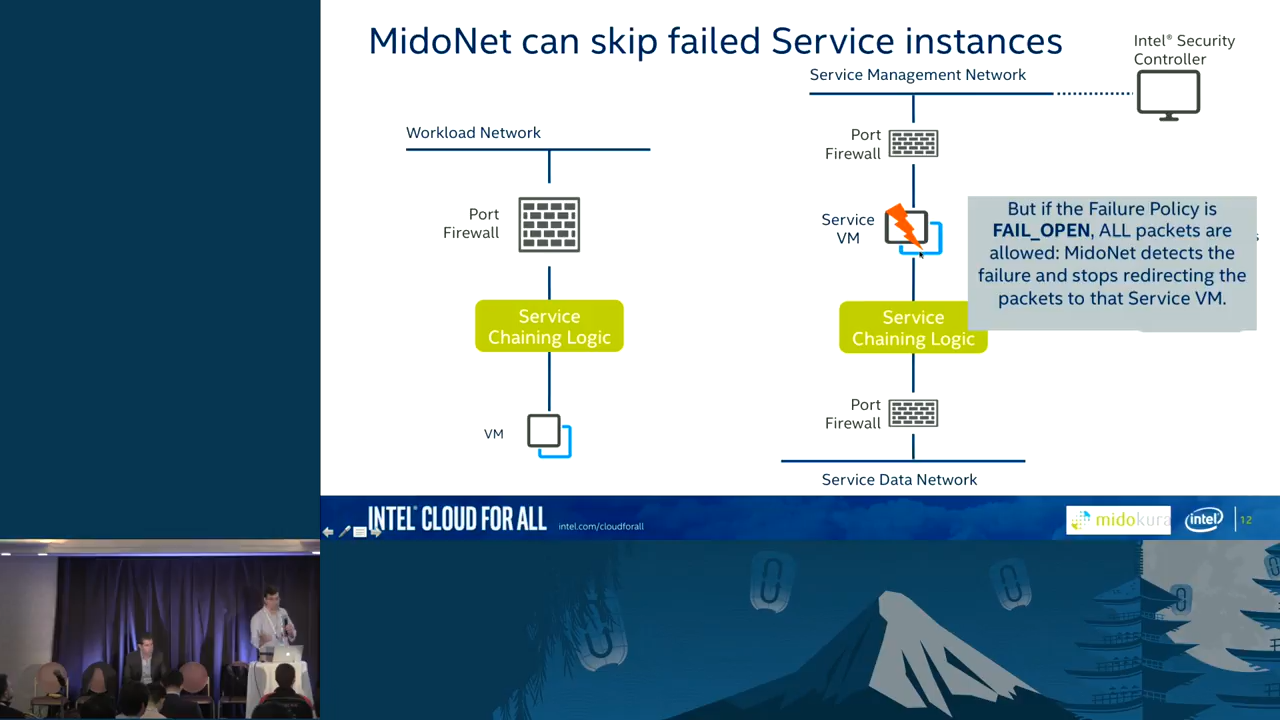 MidoNet can skip failed Service instances
Intel® Security
Controller
Service Management Network
Workload Network
Port
Firewall
Port
Firewall
Service
VM
But if the Failure Policy is
FAIL_OPEN, ALL packets are
allowed: MidoNet detects the
failure and stops redirecting the
packets to that Service VM.
Service
Chaining Logic
Service
Chaining Logic
VM
Port
Firewall
Service Data Network
INTEL® CLOUD FOR ALL
intel.com/cloudforall
midokura
intel
12